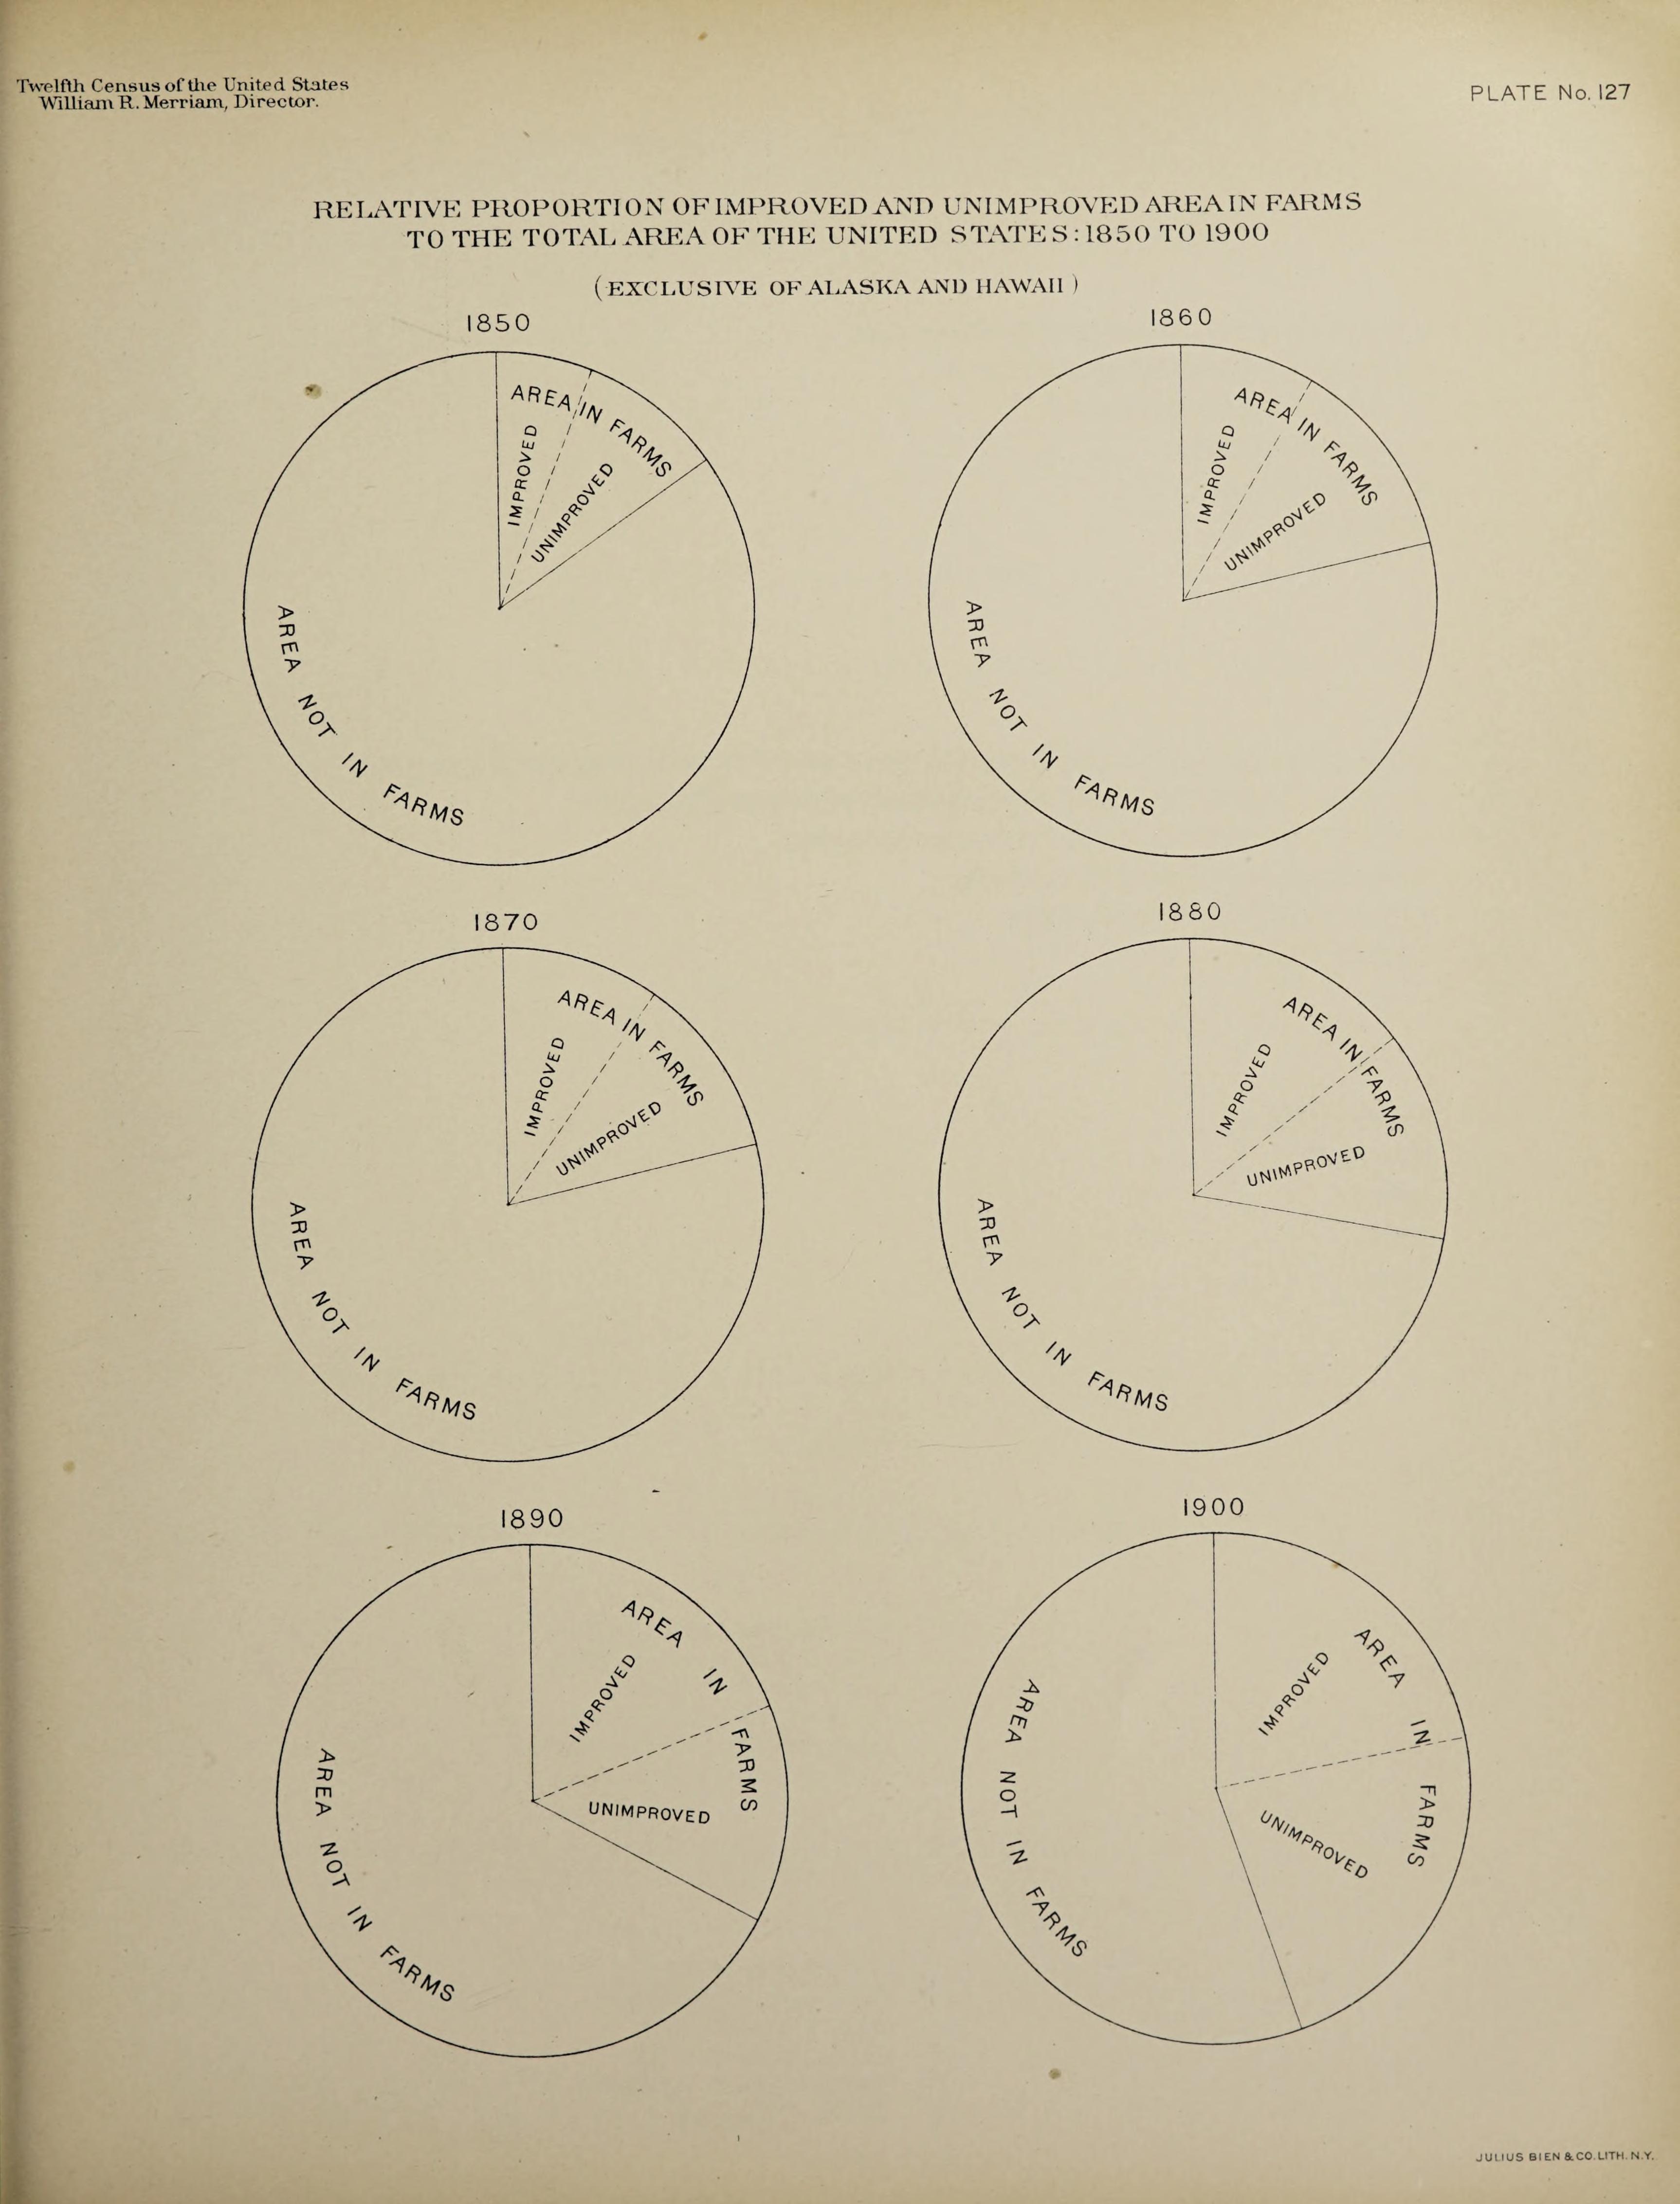 Twelfth Census of the United States
William R. Merriam, Director.
PLATE No. 127
RELATIVE PROPORTION OF IMPROVED AND UNIMPROVED AREA IN FARMS
TO THE TOTAL AREA OF THE UNITED STATES: 1850 TO 1900
(EXCLUSIVE OF ALASKA AND HAWAII)
1850
AREA IN FARMS
IMPROVED
UNIMPROVED
AREA NOT IN FARMS
1860
AREA IN FARMS
IMPROVED
UNIMPROVED
AREA NOT IN FARMS
1870
AREA IN FARMS
IMPROVED
UNIMPROVED
AREA NOT IN FARMS
1880
AREA IN FARMS
IMPROVED
UNIMPROVED
AREA NOT IN FARMS
1890
AREA IN FARMS
IMPROVED
UNIMPROVED
AREA NOT IN FARMS
1900
AREA IN FARMS
IMPROVED
UNIMPROVED
AREA NOT IN FARMS
JULIUS BIEN & CO. LITH. N.Y.